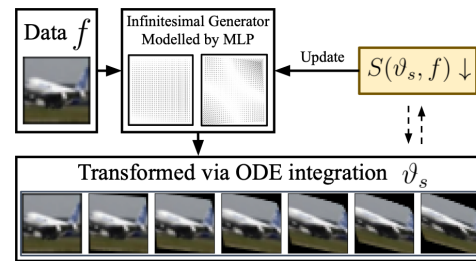 Data f
Infinitesimal Generator
Modelled by MLP
Update
S(ϑₛ, f) ↓
Transformed via ODE integration ϑₛ